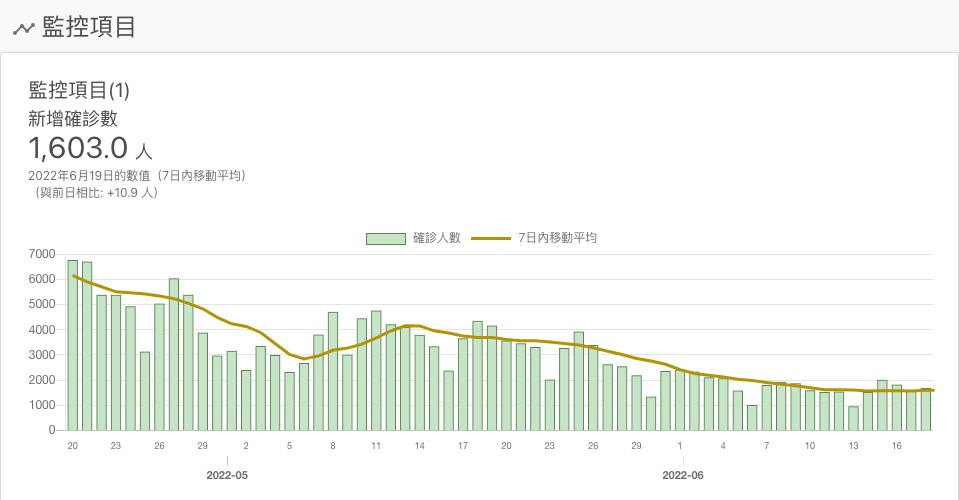 監控項目
監控項目(1)
新增確診數
1,603.0 人
2022年6月19日的數值（7日內移動平均）
（與前日相比: +10.9 人）
確診人數 7日內移動平均
7000
6000
5000
4000
3000
2000
1000
0
20 23 26 29 2 5 8 11 14 17 20 23 26 29 1 4 7 10 13 16
2022-05 2022-06